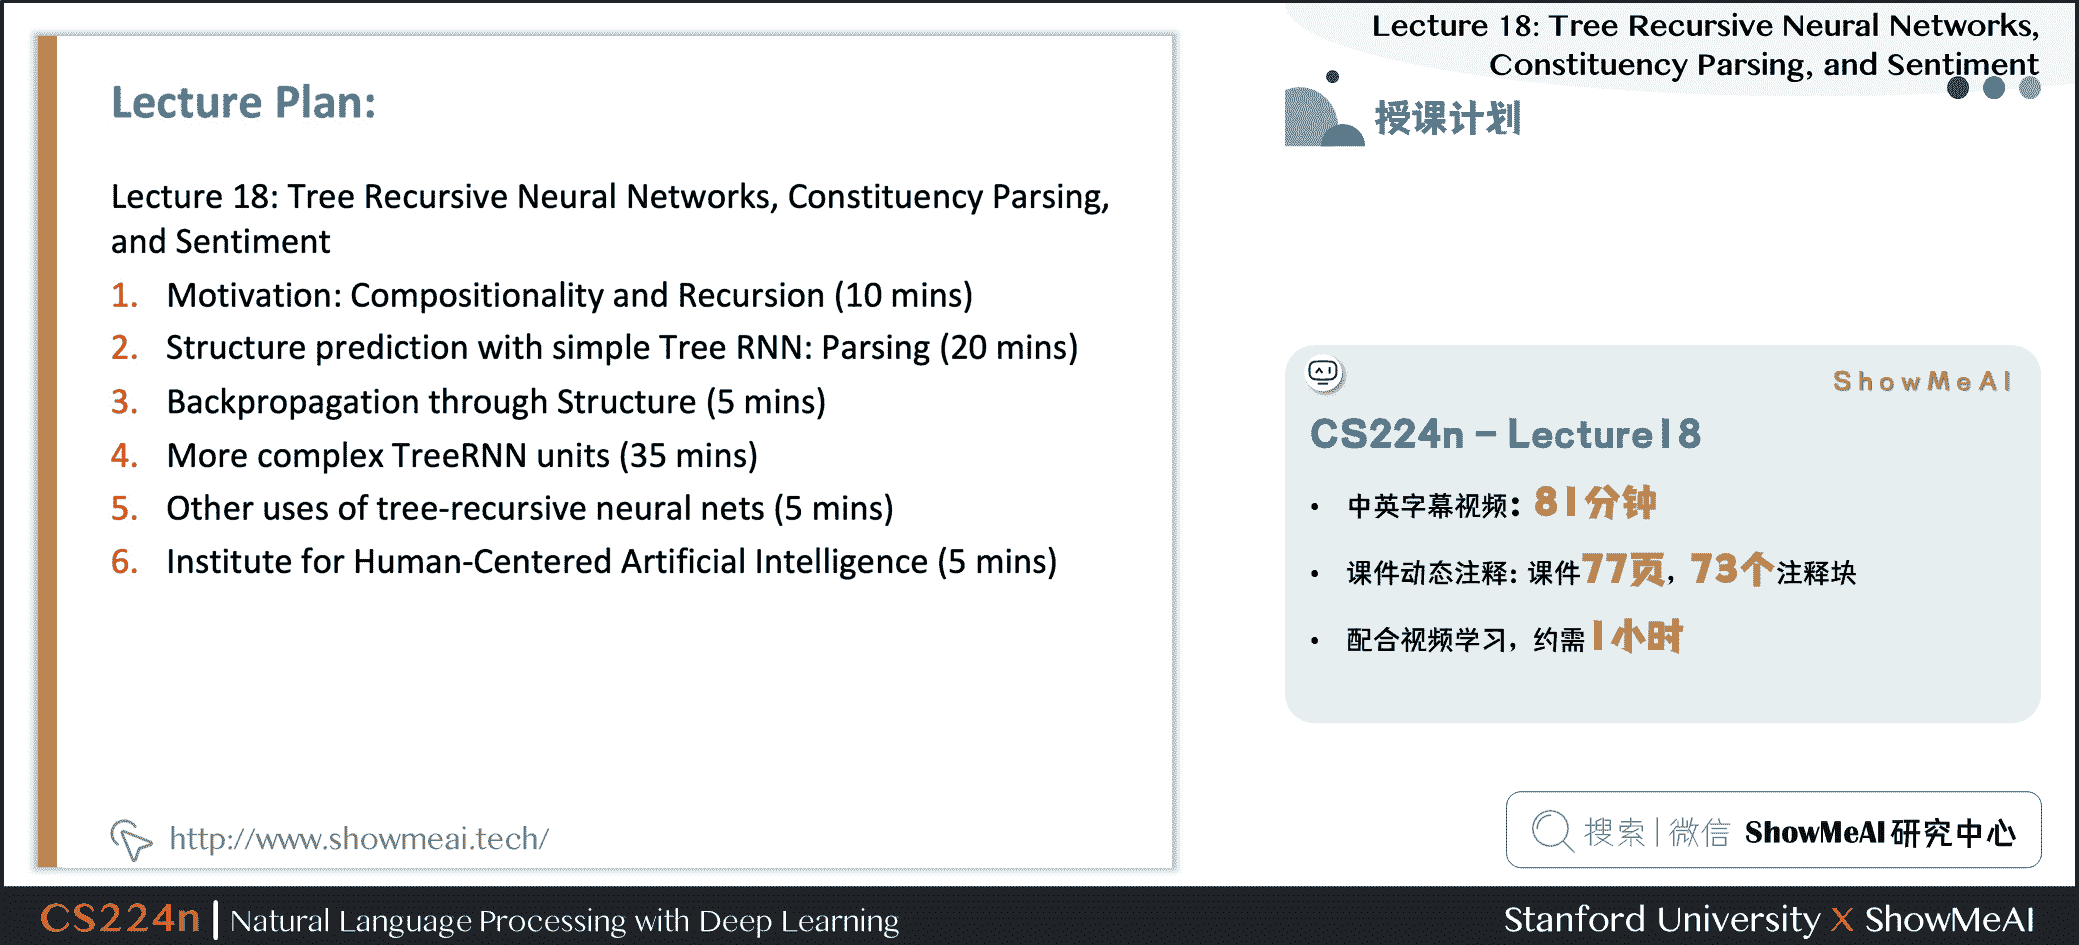 Lecture 18: Tree Recursive Neural Networks,
Constituency Parsing, and Sentiment
Lecture Plan:
Lecture 18: Tree Recursive Neural Networks, Constituency Parsing,
and Sentiment
1. Motivation: Compositionality and Recursion (10 mins)
2. Structure prediction with simple Tree RNN: Parsing (20 mins)
3. Backpropagation through Structure (5 mins)
4. More complex TreeRNN units (35 mins)
5. Other uses of tree-recursive neural nets (5 mins)
6. Institute for Human-Centered Artificial Intelligence (5 mins)
http://www.showmeai.tech/
授课计划
ShowMeAI
CS224n - Lecture18
• 中英字幕视频：81分钟
• 课件动态注释: 课件77页，73个注释块
• 配合视频学习，约需1小时
搜索|微信 ShowMeAI研究中心
CS224n | Natural Language Processing with Deep Learning
Stanford University X ShowMeAI